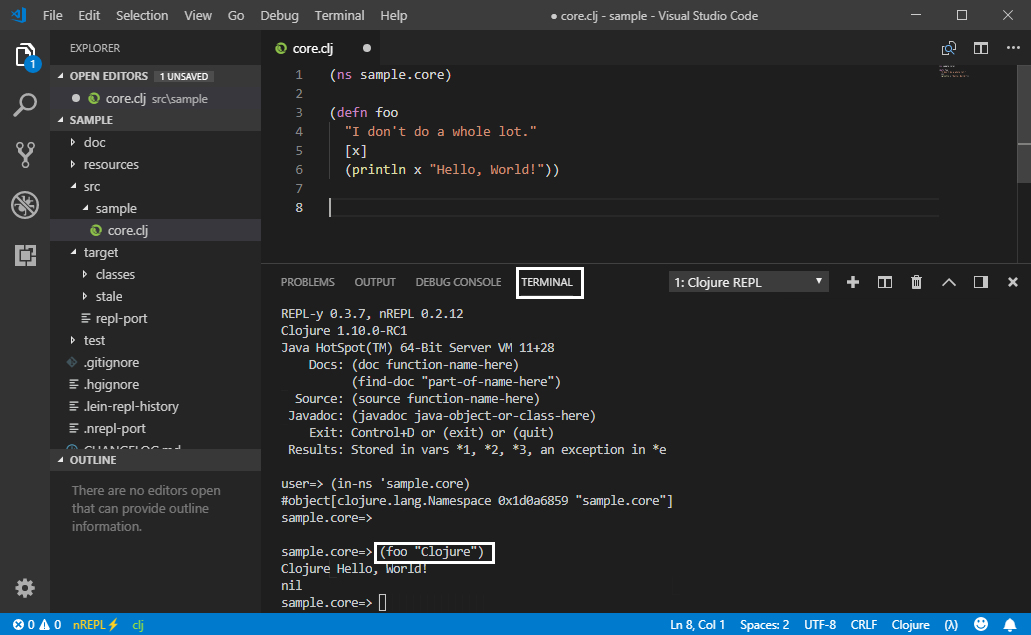 File Edit Selection View Go Debug Terminal Help ● core.clj - sample - Visual Studio Code
1
EXPLORER
OPEN EDITORS 1 UNSAVED
core.clj src\sample
SAMPLE
doc
resources
src
sample
core.clj
target
classes
stale
repl-port
test
.gitignore
.hgignore
.lein-repl-history
.nrepl-port
CHANGELOG.md
OUTLINE
There are no editors open
that can provide outline
information.
core.clj
1 (ns sample.core)
2
3 (defn foo
4 "I don't do a whole lot."
5 [x]
6 (println x "Hello, World!"))
7
8
PROBLEMS OUTPUT DEBUG CONSOLE TERMINAL 1: Clojure REPL
REPL-y 0.3.7, nREPL 0.2.12
Clojure 1.10.0-RC1
Java HotSpot(TM) 64-Bit Server VM 11+28
Docs: (doc function-name-here)
(find-doc "part-of-name-here")
Source: (source function-name-here)
Javadoc: (javadoc java-object-or-class-here)
Exit: Control+D or (exit) or (quit)
Results: Stored in vars *1, *2, *3, an exception in *e
user=> (in-ns 'sample.core)
#object[clojure.lang.Namespace 0x1d0a6859 "sample.core"]
sample.core=>
sample.core=> (foo "Clojure")
Clojure Hello, World!
nil
sample.core=>
0 0 nREPL⚡ clj Ln 8, Col 1 Spaces: 2 UTF-8 CRLF Clojure (λ)